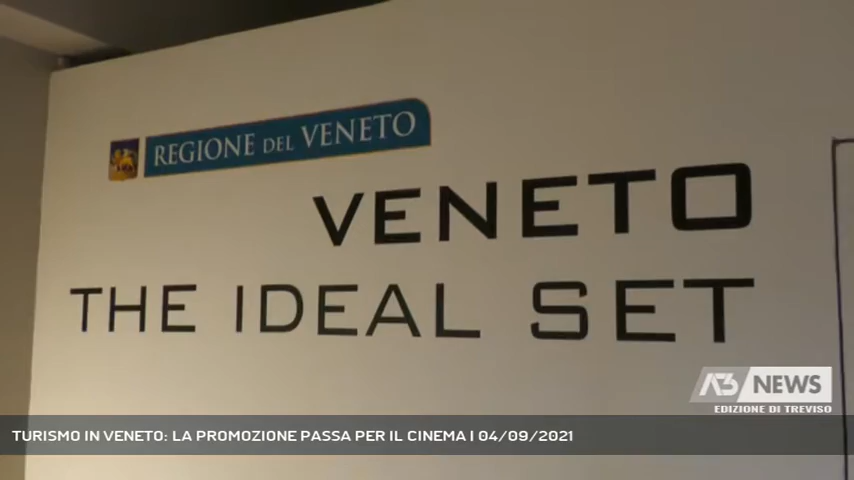 REGIONE DEL VENETO
VENETO
THE IDEAL SET
A3 NEWS
EDIZIONE DI TREVISO
TURISMO IN VENETO: LA PROMOZIONE PASSA PER IL CINEMA | 04/09/2021